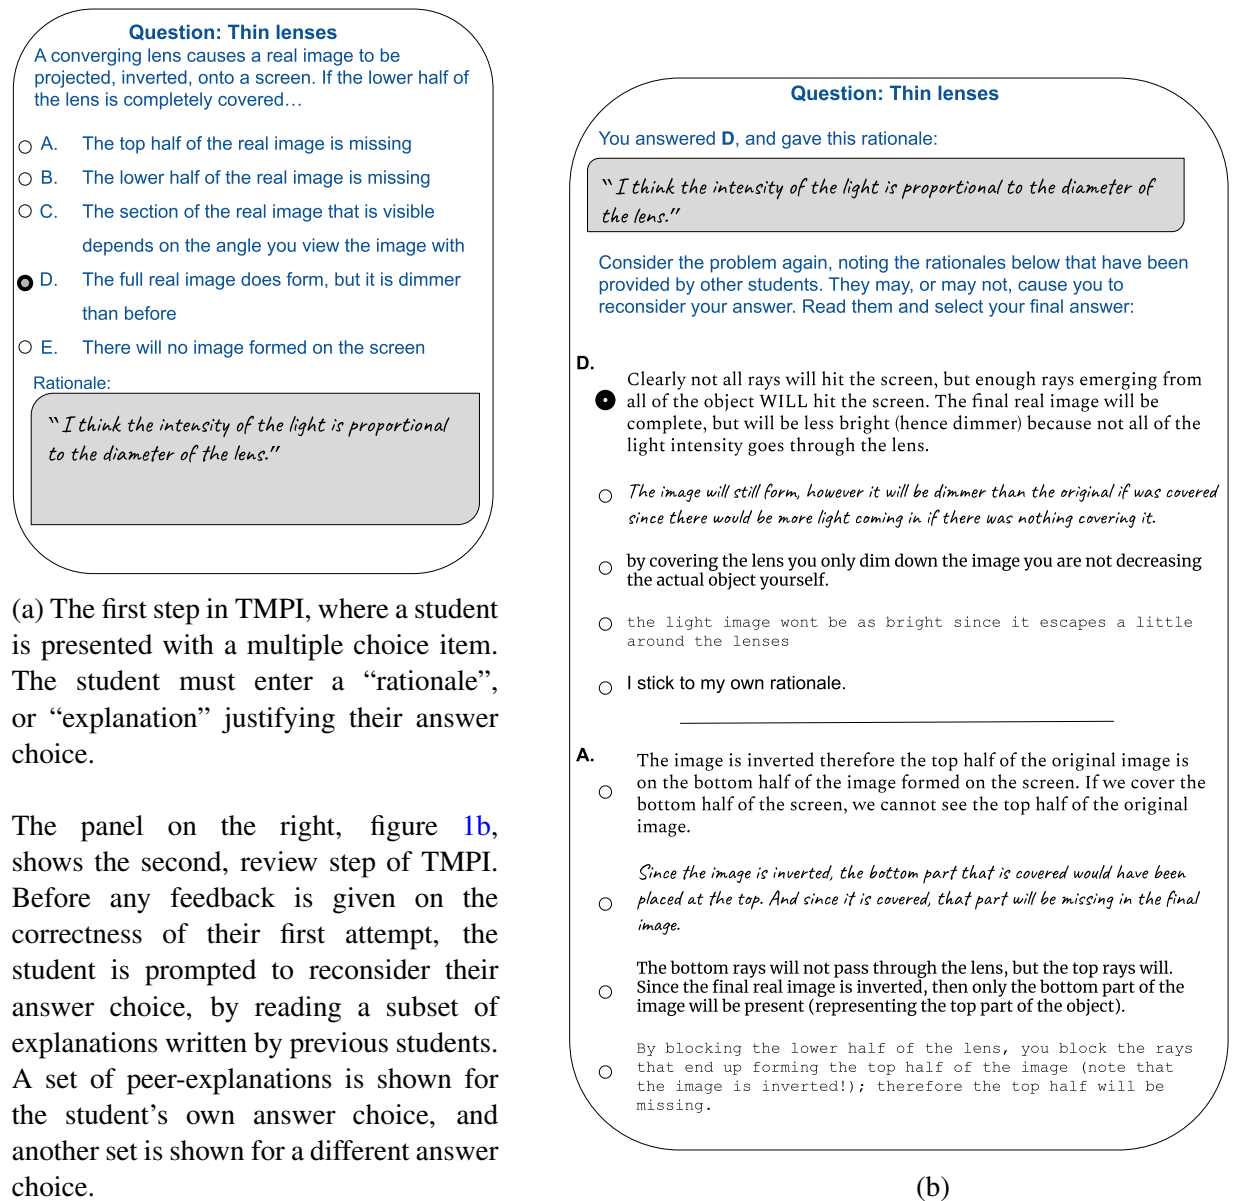 Question: Thin lenses
A converging lens causes a real image to be
projected, inverted, onto a screen. If the lower half of
the lens is completely covered…
A. The top half of the real image is missing
B. The lower half of the real image is missing
C. The section of the real image that is visible
depends on the angle you view the image with
D. The full real image does form, but it is dimmer
than before
E. There will no image formed on the screen
Rationale:
“I think the intensity of the light is proportional
to the diameter of the lens.”
(a) The first step in TMPI, where a student
is presented with a multiple choice item.
The student must enter a “rationale”,
or “explanation” justifying their answer
choice.
The panel on the right, figure 1b,
shows the second, review step of TMPI.
Before any feedback is given on the
correctness of their first attempt, the
student is prompted to reconsider their
answer choice, by reading a subset of
explanations written by previous students.
A set of peer-explanations is shown for
the student’s own answer choice, and
another set is shown for a different answer
choice.
Question: Thin lenses
You answered D, and gave this rationale:
“I think the intensity of the light is proportional to the diameter of
the lens.”
Consider the problem again, noting the rationales below that have been
provided by other students. They may, or may not, cause you to
reconsider your answer. Read them and select your final answer:
D.
Clearly not all rays will hit the screen, but enough rays emerging from
all of the object WILL hit the screen. The final real image will be
complete, but will be less bright (hence dimmer) because not all of the
light intensity goes through the lens.
The image will still form, however it will be dimmer than the original if was covered
since there would be more light coming in if there was nothing covering it.
by covering the lens you only dim down the image you are not decreasing
the actual object yourself.
the light image wont be as bright since it escapes a little
around the lenses
I stick to my own rationale.
A.
The image is inverted therefore the top half of the original image is
on the bottom half of the image formed on the screen. If we cover the
bottom half of the screen, we cannot see the top half of the original
image.
Since the image is inverted, the bottom part that is covered would have been
placed at the top. And since it is covered, that part will be missing in the final
image.
The bottom rays will not pass through the lens, but the top rays will.
Since the final real image is inverted, then only the bottom part of the
image will be present (representing the top part of the object).
By blocking the lower half of the lens, you block the rays
that end up forming the top half of the image (note that
the image is inverted!); therefore the top half will be
missing.
(b)